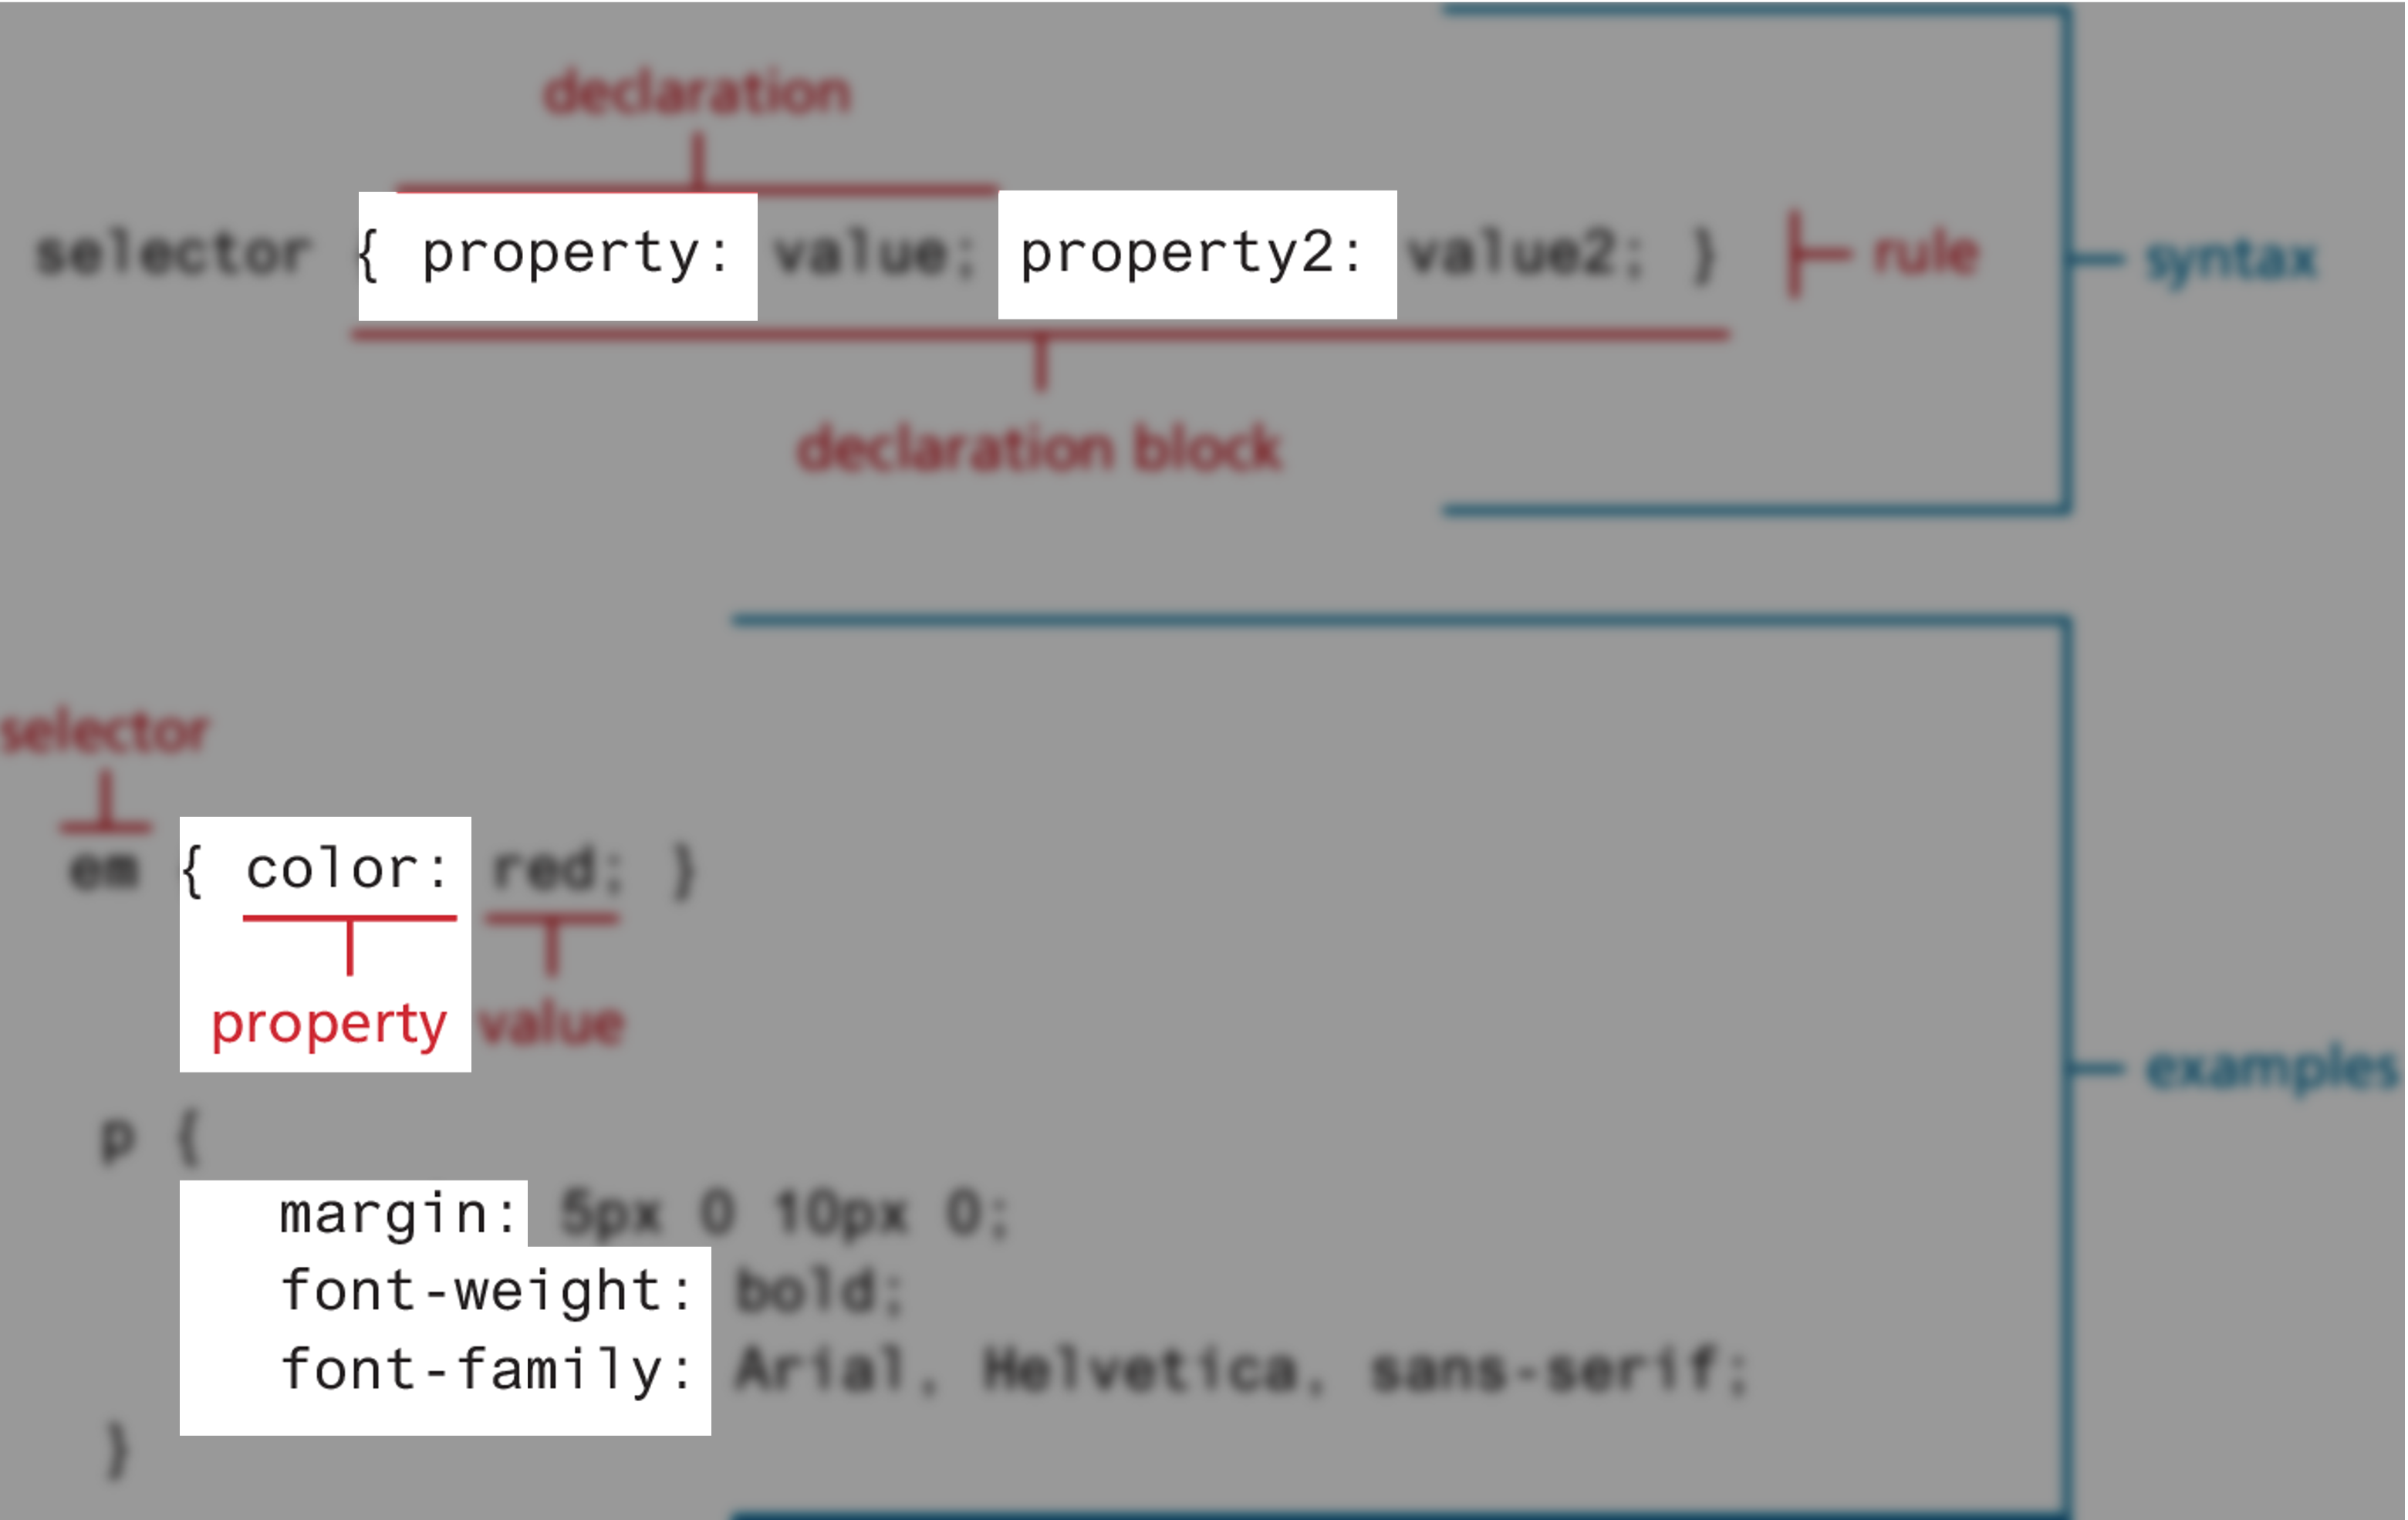 declaration
selector { property: value; property2: value2; } rule syntax
declaration block
selector
em { color: red; }
property value
examples
p {
margin: 5px 0 10px 0;
font-weight: bold;
font-family: Arial, Helvetica, sans-serif;
}